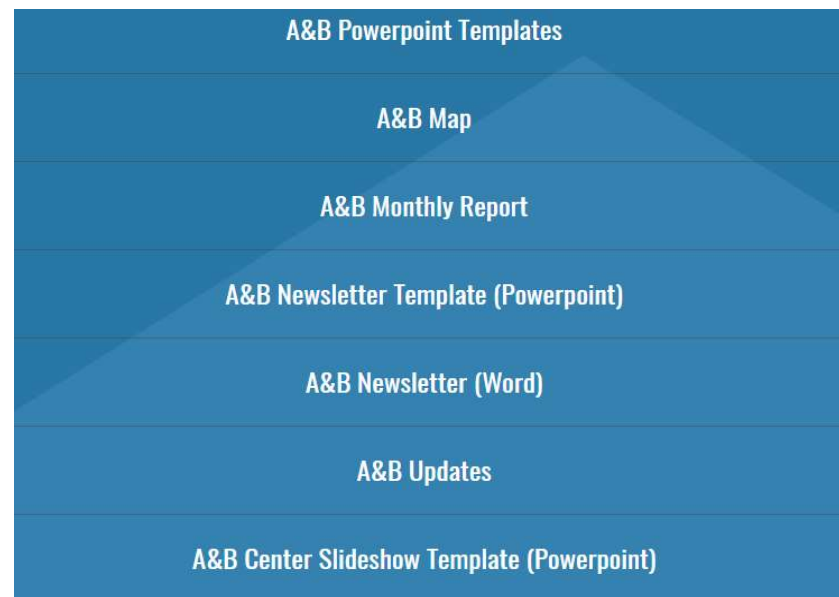 A&B Powerpoint Templates
A&B Map
A&B Monthly Report
A&B Newsletter Template (Powerpoint)
A&B Newsletter (Word)
A&B Updates
A&B Center Slideshow Template (Powerpoint)